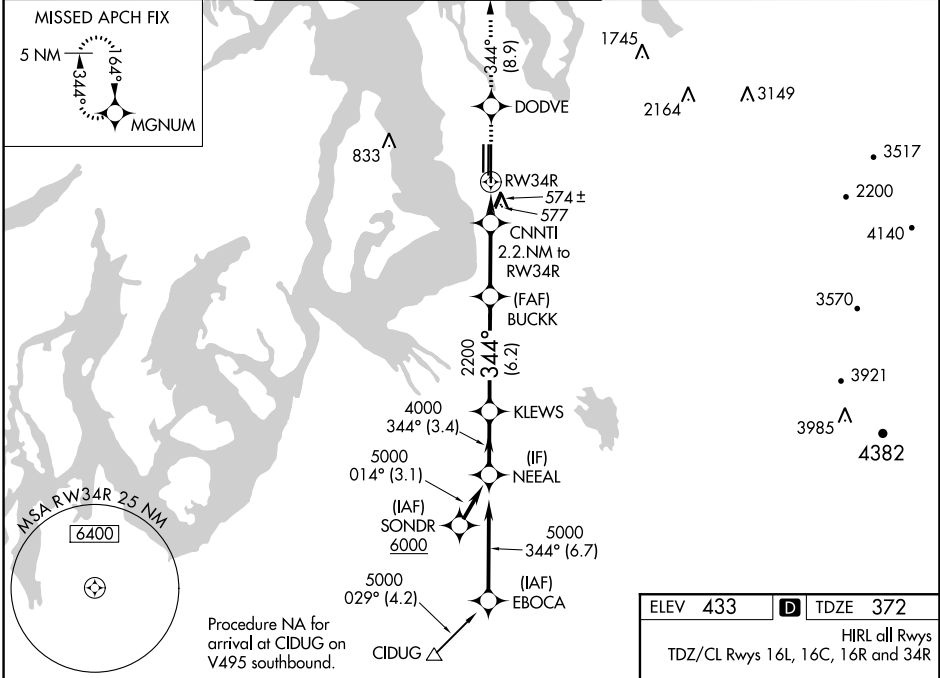 MISSED APCH FIX
5 NM
344°
164°
MGNUM
344°
(8.9)
DODVE
1745
2164
3149
833
3517
RW34R
574 ±
577
2200
4140
CNNTI
2.2.NM to
RW34R
(FAF)
BUCKK
3570
2200
344°
(6.2)
3921
3985
4382
4000
344° (3.4)
KLEWS
5000
014° (3.1)
(IF)
NEEAL
(IAF)
SONDR
6000
5000
344° (6.7)
MSA RW34R 25 NM
6400
5000
029° (4.2)
(IAF)
EBOCA
CIDUG
Procedure NA for
arrival at CIDUG on
V495 southbound.
ELEV 433 D TDZE 372
HIRL all Rwys
TDZ/CL Rwys 16L, 16C, 16R and 34R